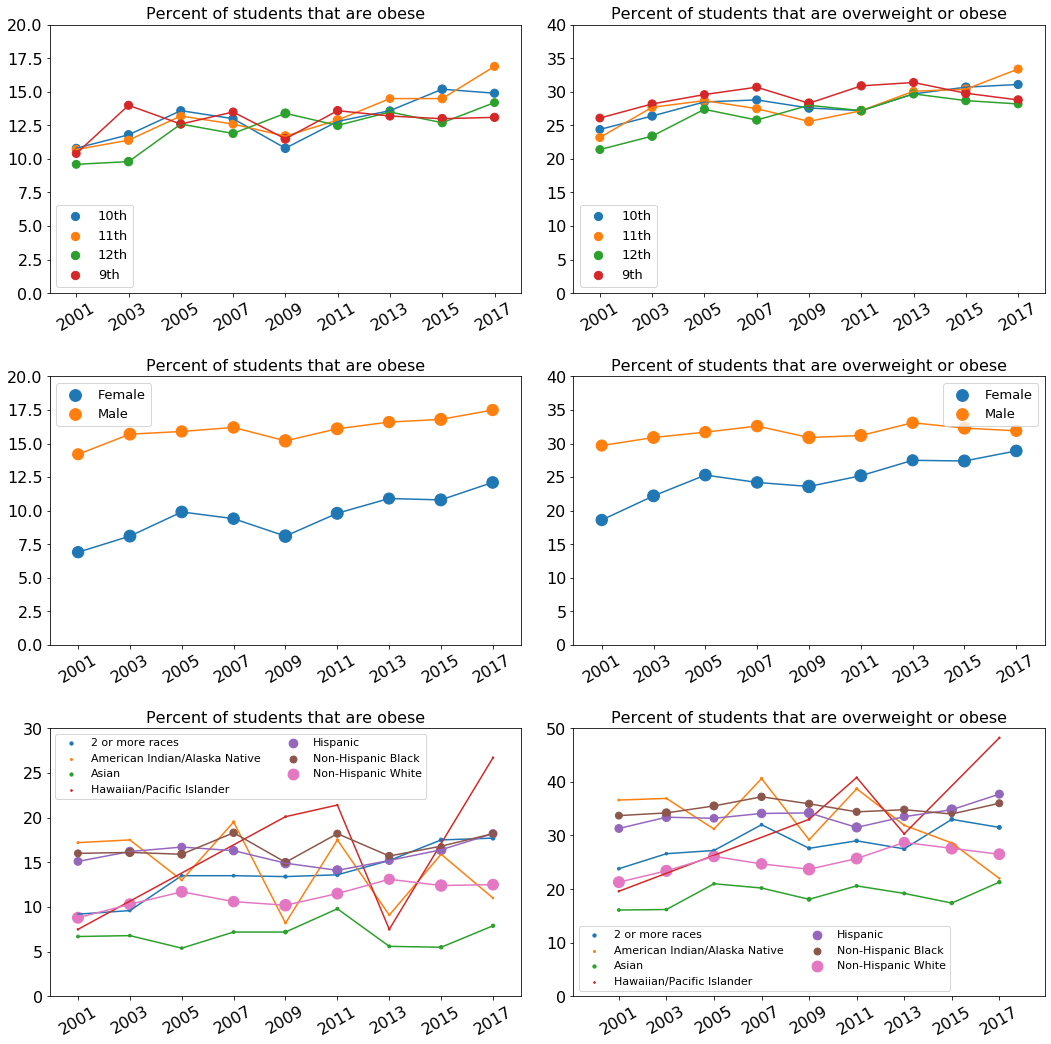 Percent of students that are obese
20.0
17.5
15.0
12.5
10.0
7.5
5.0
2.5
0.0
10th
11th
12th
9th
2001 2003 2005 2007 2009 2011 2013 2015 2017
Percent of students that are overweight or obese
40
35
30
25
20
15
10
5
0
10th
11th
12th
9th
2001 2003 2005 2007 2009 2011 2013 2015 2017
Percent of students that are obese
20.0
17.5
15.0
12.5
10.0
7.5
5.0
2.5
0.0
Female
Male
2001 2003 2005 2007 2009 2011 2013 2015 2017
Percent of students that are overweight or obese
40
35
30
25
20
15
10
5
0
Female
Male
2001 2003 2005 2007 2009 2011 2013 2015 2017
Percent of students that are obese
30
25
20
15
10
5
0
2 or more races
American Indian/Alaska Native
Asian
Hawaiian/Pacific Islander
Hispanic
Non-Hispanic Black
Non-Hispanic White
2001 2003 2005 2007 2009 2011 2013 2015 2017
Percent of students that are overweight or obese
50
40
30
20
10
0
2 or more races
American Indian/Alaska Native
Asian
Hawaiian/Pacific Islander
Hispanic
Non-Hispanic Black
Non-Hispanic White
2001 2003 2005 2007 2009 2011 2013 2015 2017